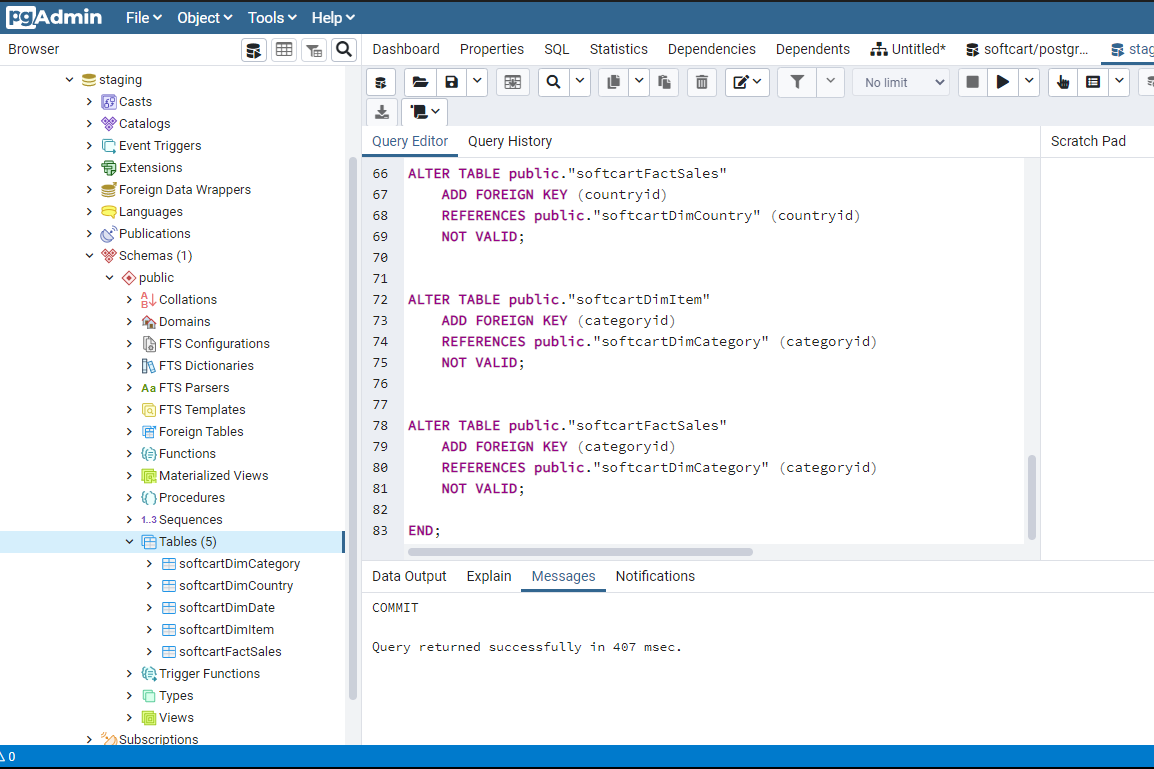 pgAdmin File Object Tools Help
Browser
Dashboard Properties SQL Statistics Dependencies Dependents Untitled* softcart/postgr... stag
No limit
staging
Casts
Catalogs
Event Triggers
Extensions
Foreign Data Wrappers
Languages
Publications
Schemas (1)
public
Collations
Domains
FTS Configurations
FTS Dictionaries
Aa FTS Parsers
FTS Templates
Foreign Tables
Functions
Materialized Views
Procedures
1..3 Sequences
Tables (5)
softcartDimCategory
softcartDimCountry
softcartDimDate
softcartDimItem
softcartFactSales
Trigger Functions
Types
Views
Subscriptions
Query Editor Query History
Scratch Pad
66 ALTER TABLE public."softcartFactSales"
67 ADD FOREIGN KEY (countryid)
68 REFERENCES public."softcartDimCountry" (countryid)
69 NOT VALID;
70
71
72 ALTER TABLE public."softcartDimItem"
73 ADD FOREIGN KEY (categoryid)
74 REFERENCES public."softcartDimCategory" (categoryid)
75 NOT VALID;
76
77
78 ALTER TABLE public."softcartFactSales"
79 ADD FOREIGN KEY (categoryid)
80 REFERENCES public."softcartDimCategory" (categoryid)
81 NOT VALID;
82
83 END;
Data Output Explain Messages Notifications
COMMIT
Query returned successfully in 407 msec.
0